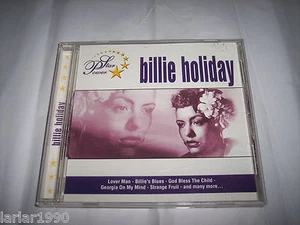 Star
Power
billie holiday
billie holiday
Lover Man - Billie's Blues - God Bless The Child -
Georgia On My Mind - Strange Fruit - and many more...
larlar1990